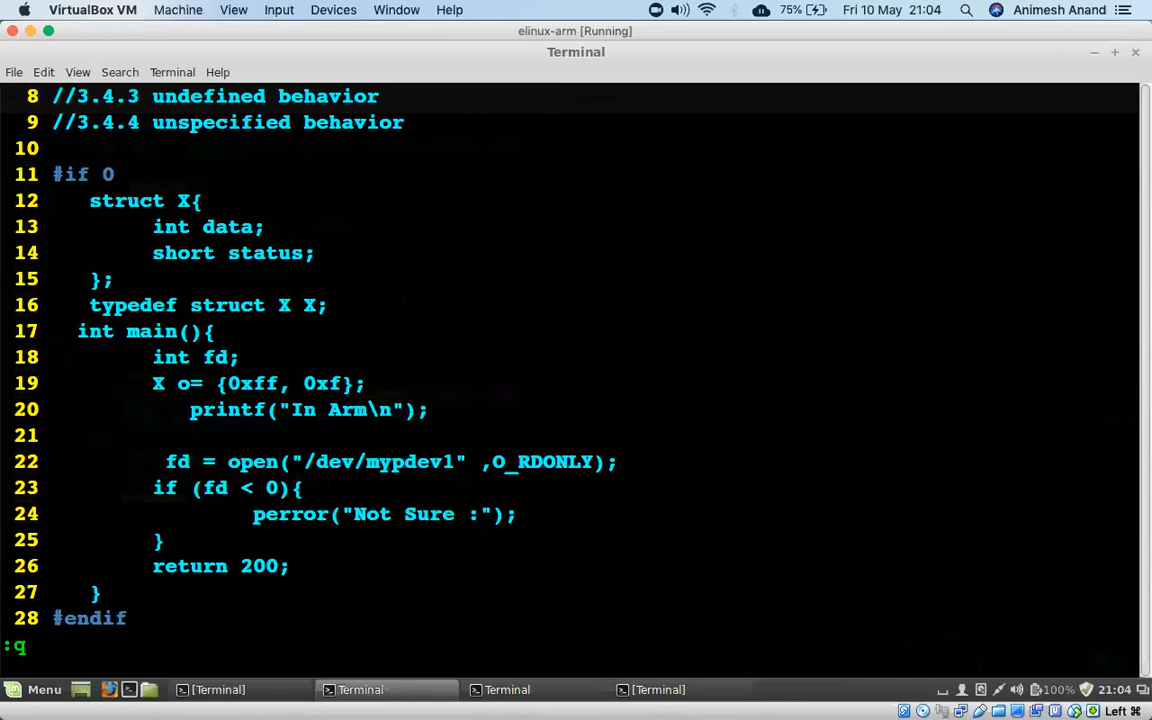 VirtualBox VM Machine View Input Devices Window Help 75% Fri 10 May 21:04 Animesh Anand
elinux-arm [Running]
Terminal
File Edit View Search Terminal Help
8 //3.4.3 undefined behavior
9 //3.4.4 unspecified behavior
10
11 #if 0
12 struct X{
13 int data;
14 short status;
15 };
16 typedef struct X X;
17 int main(){
18 int fd;
19 X o= {0xff, 0xf};
20 printf("In Arm\n");
21
22 fd = open("/dev/mypdev1" ,O_RDONLY);
23 if (fd < 0){
24 perror("Not Sure :");
25 }
26 return 200;
27 }
28 #endif
:q
Menu [Terminal] Terminal Terminal [Terminal] 100% 21:04
Left ⌘